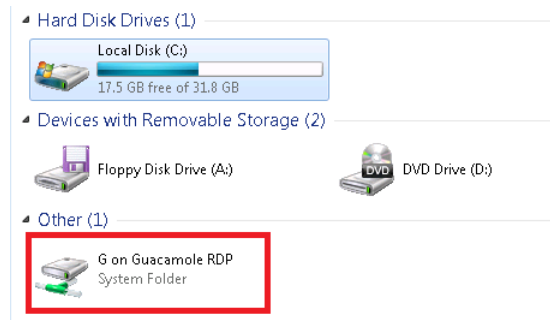 Hard Disk Drives (1)
Local Disk (C:)
17.5 GB free of 31.8 GB
Devices with Removable Storage (2)
Floppy Disk Drive (A:)
DVD
DVD Drive (D:)
Other (1)
G on Guacamole RDP
System Folder